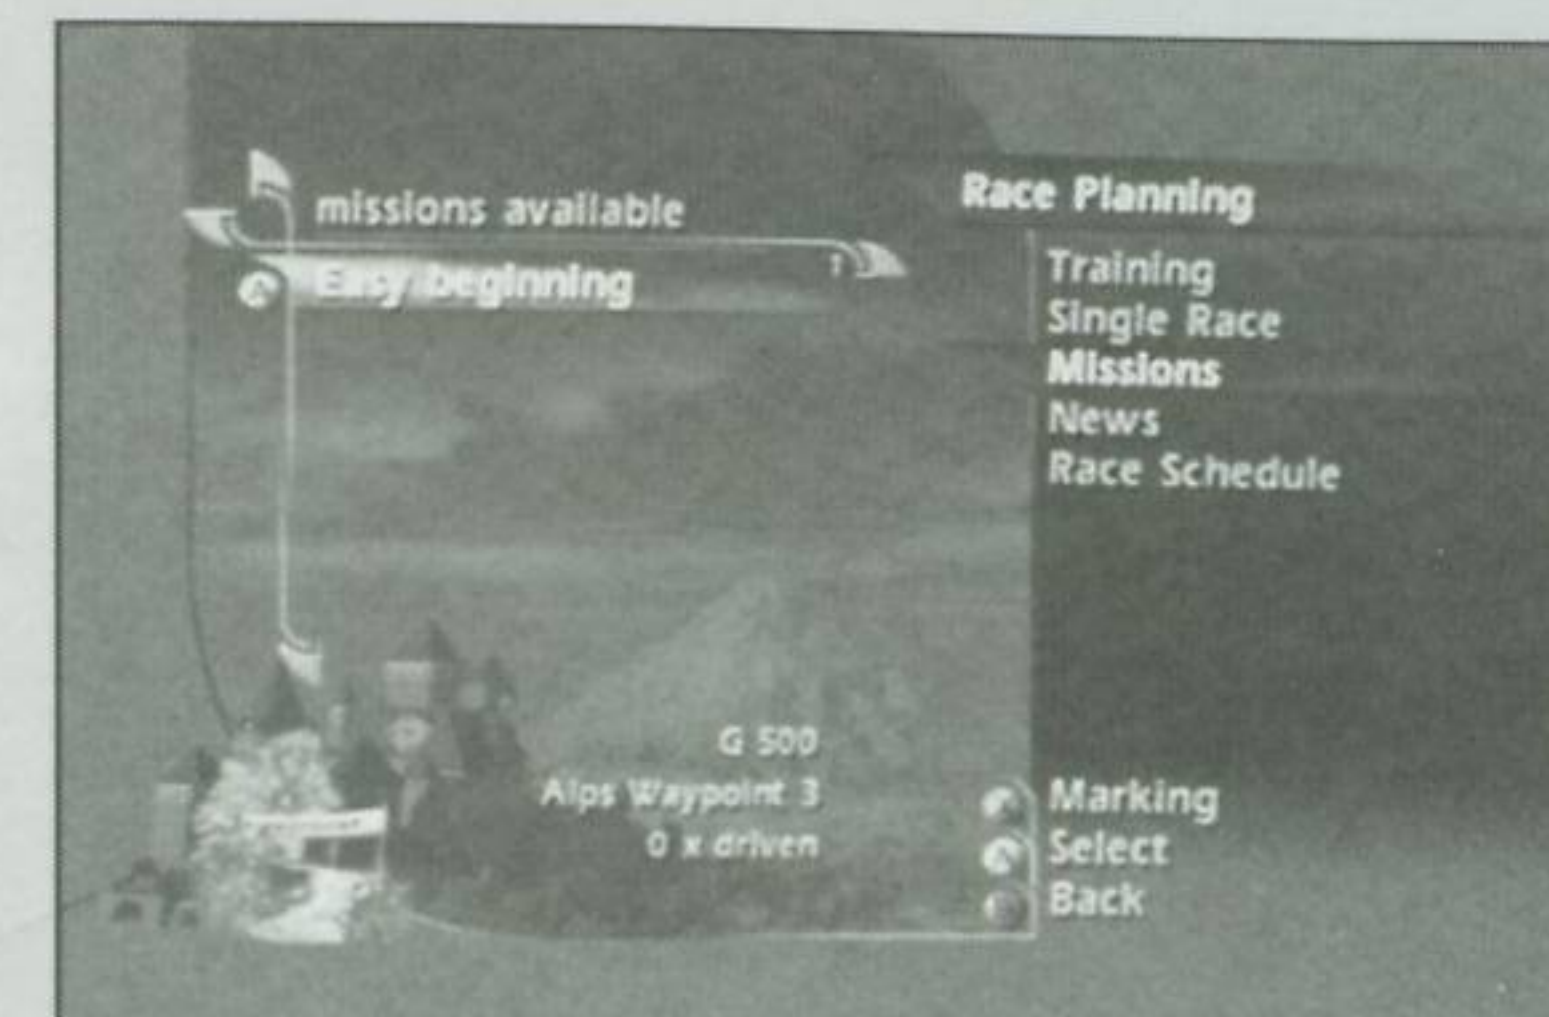 missions available
Easy beginning
Race Planning
Training
Single Race
Missions
News
Race Schedule
G 500
Alps Waypoint 3
0 x driven
Marking
Select
Back